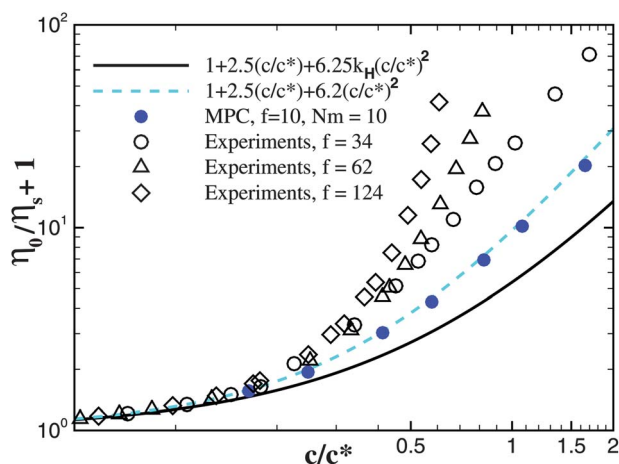 10²
1+2.5(c/c*)+6.25k_H(c/c*)²
1+2.5(c/c*)+6.2(c/c*)²
MPC, f=10, Nm = 10
Experiments, f = 34
Experiments, f = 62
Experiments, f = 124
η₀/ηₛ + 1
10¹
10⁰
0.5 1 1.5 2
c/c*